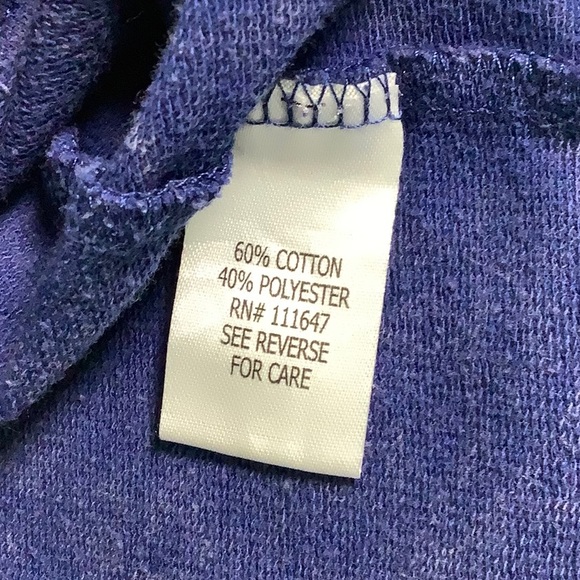 60% COTTON
40% POLYESTER
RN# 111647
SEE REVERSE
FOR CARE